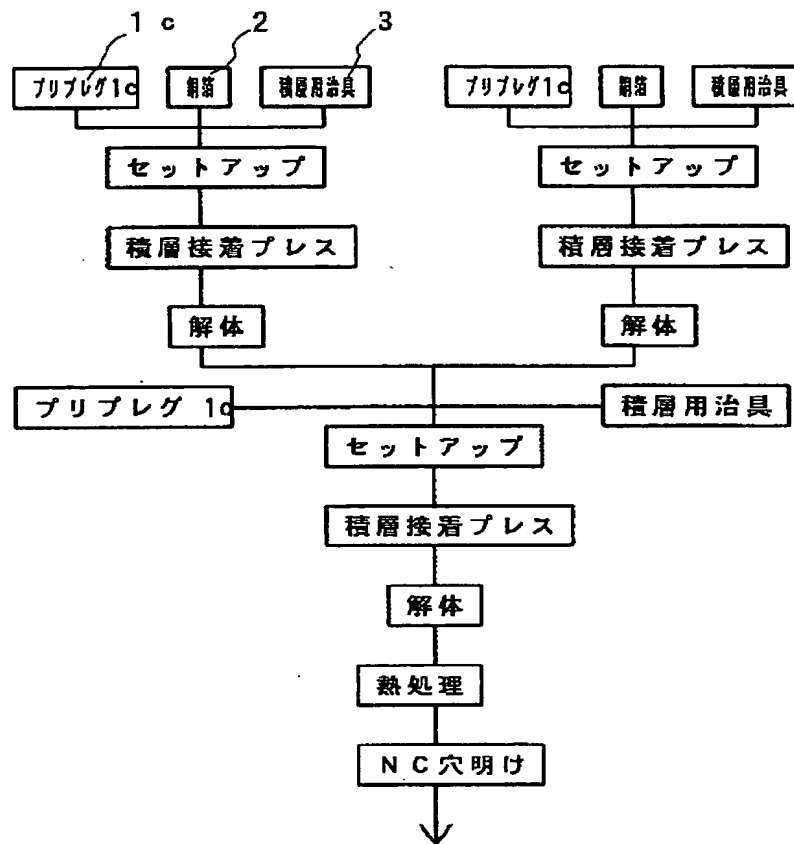 1 c 2 3
プリプレグ1c 銅箔 積層用治具 プリプレグ1c 銅箔 積層用治具
セットアップ セットアップ
積層接着プレス 積層接着プレス
解体 解体
プリプレグ 1c 積層用治具
セットアップ
積層接着プレス
解体
熱処理
NC穴明け